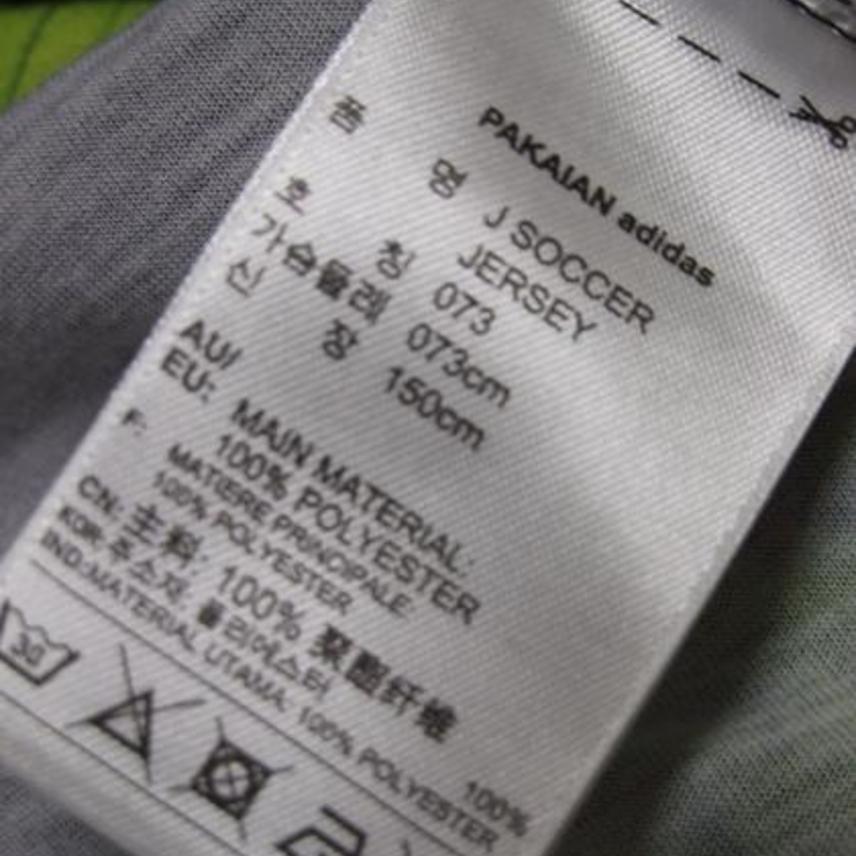 PAKAIAN adidas
품 명 J SOCCER
JERSEY
호 칭 073
가슴둘레 073cm
신 장 150cm
AU/
EU: MAIN MATERIAL:
100% POLYESTER
F: MATIERE PRINCIPALE:
100% POLYESTER
CN: 主料: 100% 聚酯纤维
KOR: 주소재: 폴리에스터 100%
IND:MATERIAL UTAMA: 100% POLYESTER
30